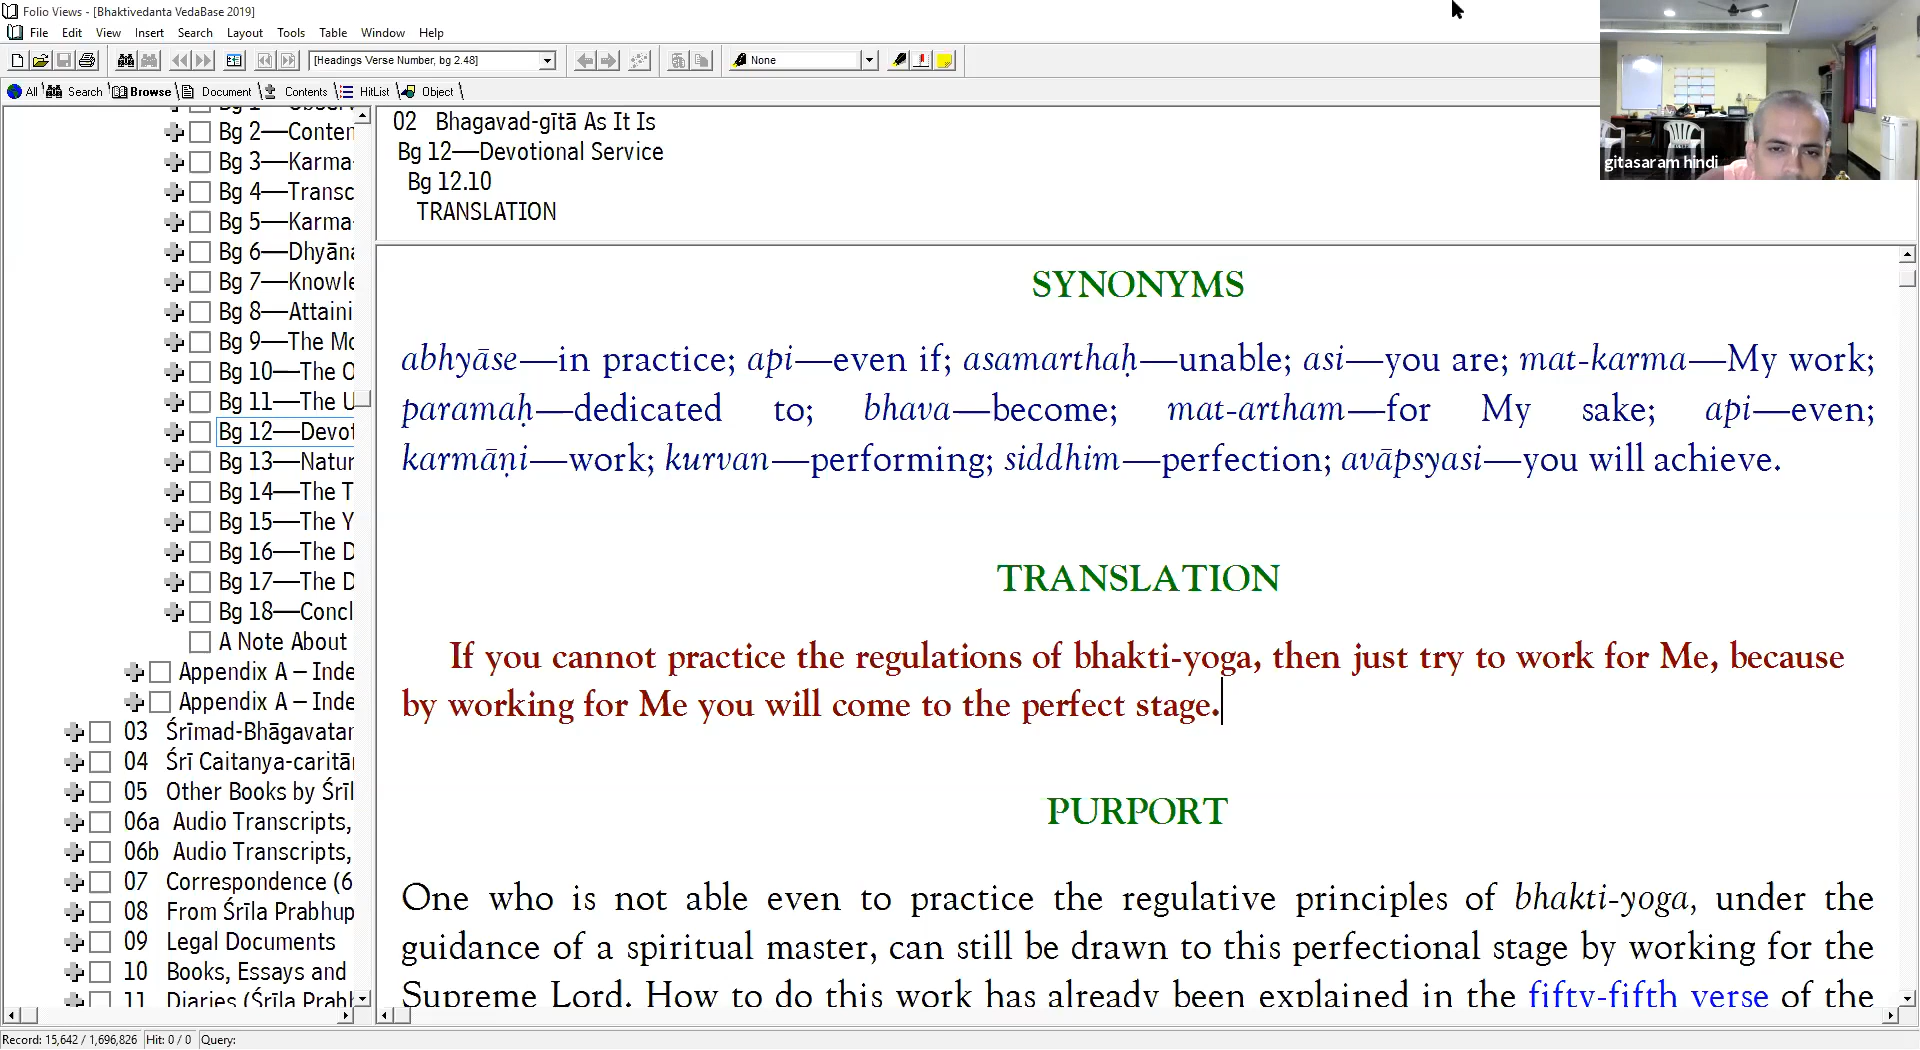 Folio Views - [Bhaktivedanta VedaBase 2019]
File Edit View Insert Search Layout Tools Table Window Help
[Headings Verse Number, bg 2.48] None
All Search Browse Document Contents HitList Object
Bg 2—Conten
Bg 3—Karma-
Bg 4—Transc
Bg 5—Karma-
Bg 6—Dhyāna
Bg 7—Knowle
Bg 8—Attaini
Bg 9—The Mo
Bg 10—The O
Bg 11—The U
Bg 12—Devot
Bg 13—Natur
Bg 14—The T
Bg 15—The Y
Bg 16—The D
Bg 17—The D
Bg 18—Concl
A Note About
Appendix A – Inde
Appendix A – Inde
03 Śrīmad-Bhāgavatar
04 Śrī Caitanya-caritā
05 Other Books by Śrīl
06a Audio Transcripts,
06b Audio Transcripts,
07 Correspondence (6
08 From Śrīla Prabhup
09 Legal Documents
10 Books, Essays and
11 Diaries (Śrīla Prabh
02 Bhagavad-gītā As It Is
Bg 12—Devotional Service
Bg 12.10
TRANSLATION
SYNONYMS
abhyāse—in practice; api—even if; asamarthaḥ—unable; asi—you are; mat-karma—My work;
paramaḥ—dedicated to; bhava—become; mat-artham—for My sake; api—even;
karmāṇi—work; kurvan—performing; siddhim—perfection; avāpsyasi—you will achieve.
TRANSLATION
If you cannot practice the regulations of bhakti-yoga, then just try to work for Me, because
by working for Me you will come to the perfect stage.
PURPORT
One who is not able even to practice the regulative principles of bhakti-yoga, under the
guidance of a spiritual master, can still be drawn to this perfectional stage by working for the
Supreme Lord. How to do this work has already been explained in the fifty-fifth verse of the
gitasaram hindi
Record: 15,642 / 1,696,826 Hit: 0 / 0 Query: